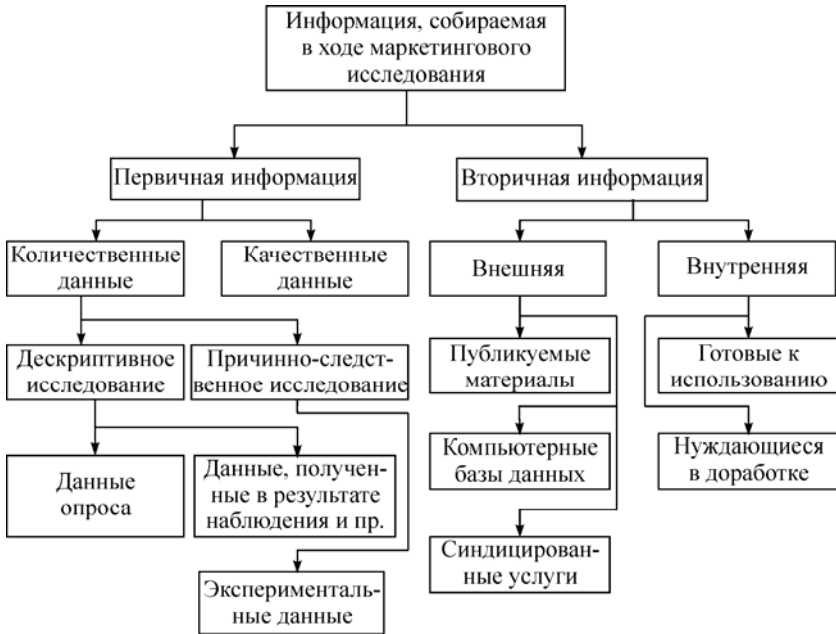 Информация, собираемая
в ходе маркетингового
исследования
Первичная информация
Вторичная информация
Количественные
данные
Качественные
данные
Внешняя
Внутренняя
Дескриптивное
исследование
Причинно-следст-
венное исследование
Публикуемые
материалы
Готовые к
использованию
Данные
опроса
Данные, получен-
ные в результате
наблюдения и пр.
Компьютерные
базы данных
Нуждающиеся
в доработке
Эксперименталь-
ные данные
Синдицирован-
ные услуги